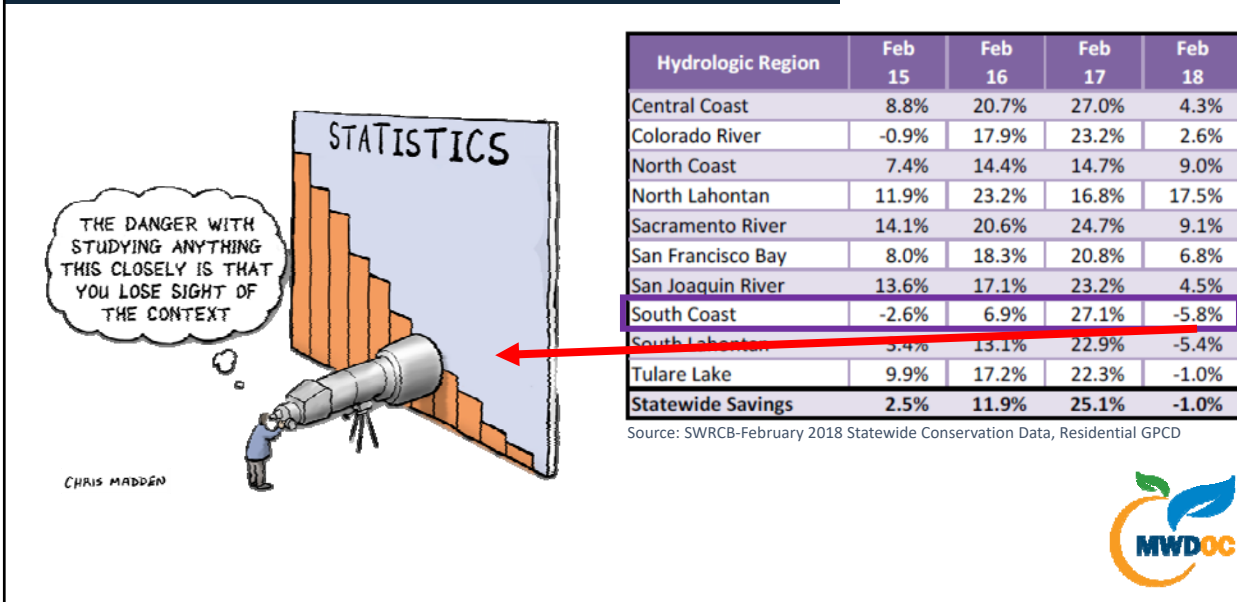 STATISTICS
THE DANGER WITH
STUDYING ANYTHING
THIS CLOSELY IS THAT
YOU LOSE SIGHT OF
THE CONTEXT
CHRIS MADDEN
Hydrologic Region Feb 15 Feb 16 Feb 17 Feb 18
Central Coast 8.8% 20.7% 27.0% 4.3%
Colorado River -0.9% 17.9% 23.2% 2.6%
North Coast 7.4% 14.4% 14.7% 9.0%
North Lahontan 11.9% 23.2% 16.8% 17.5%
Sacramento River 14.1% 20.6% 24.7% 9.1%
San Francisco Bay 8.0% 18.3% 20.8% 6.8%
San Joaquin River 13.6% 17.1% 23.2% 4.5%
South Coast -2.6% 6.9% 27.1% -5.8%
South Lahontan 3.4% 13.1% 22.9% -5.4%
Tulare Lake 9.9% 17.2% 22.3% -1.0%
Statewide Savings 2.5% 11.9% 25.1% -1.0%
Source: SWRCB-February 2018 Statewide Conservation Data, Residential GPCD
MWDOC